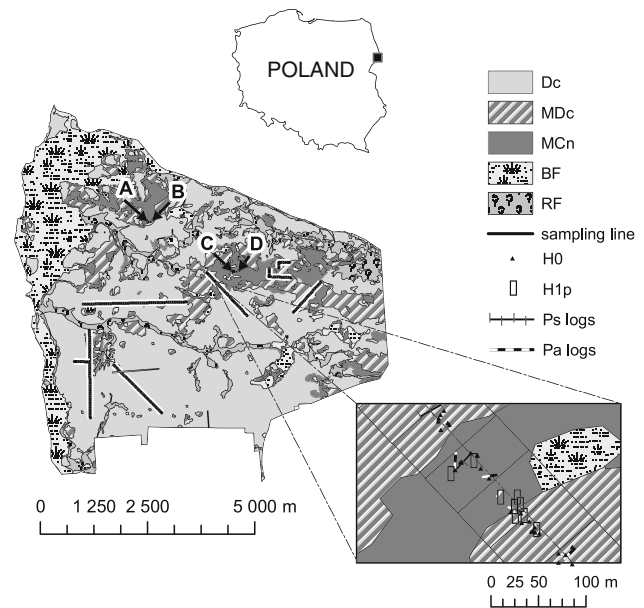 POLAND
Dc
MDc
MCn
BF
RF
sampling line
H0
H1p
Ps logs
Pa logs
A B
C D
0 1 250 2 500 5 000 m
0 25 50 100 m